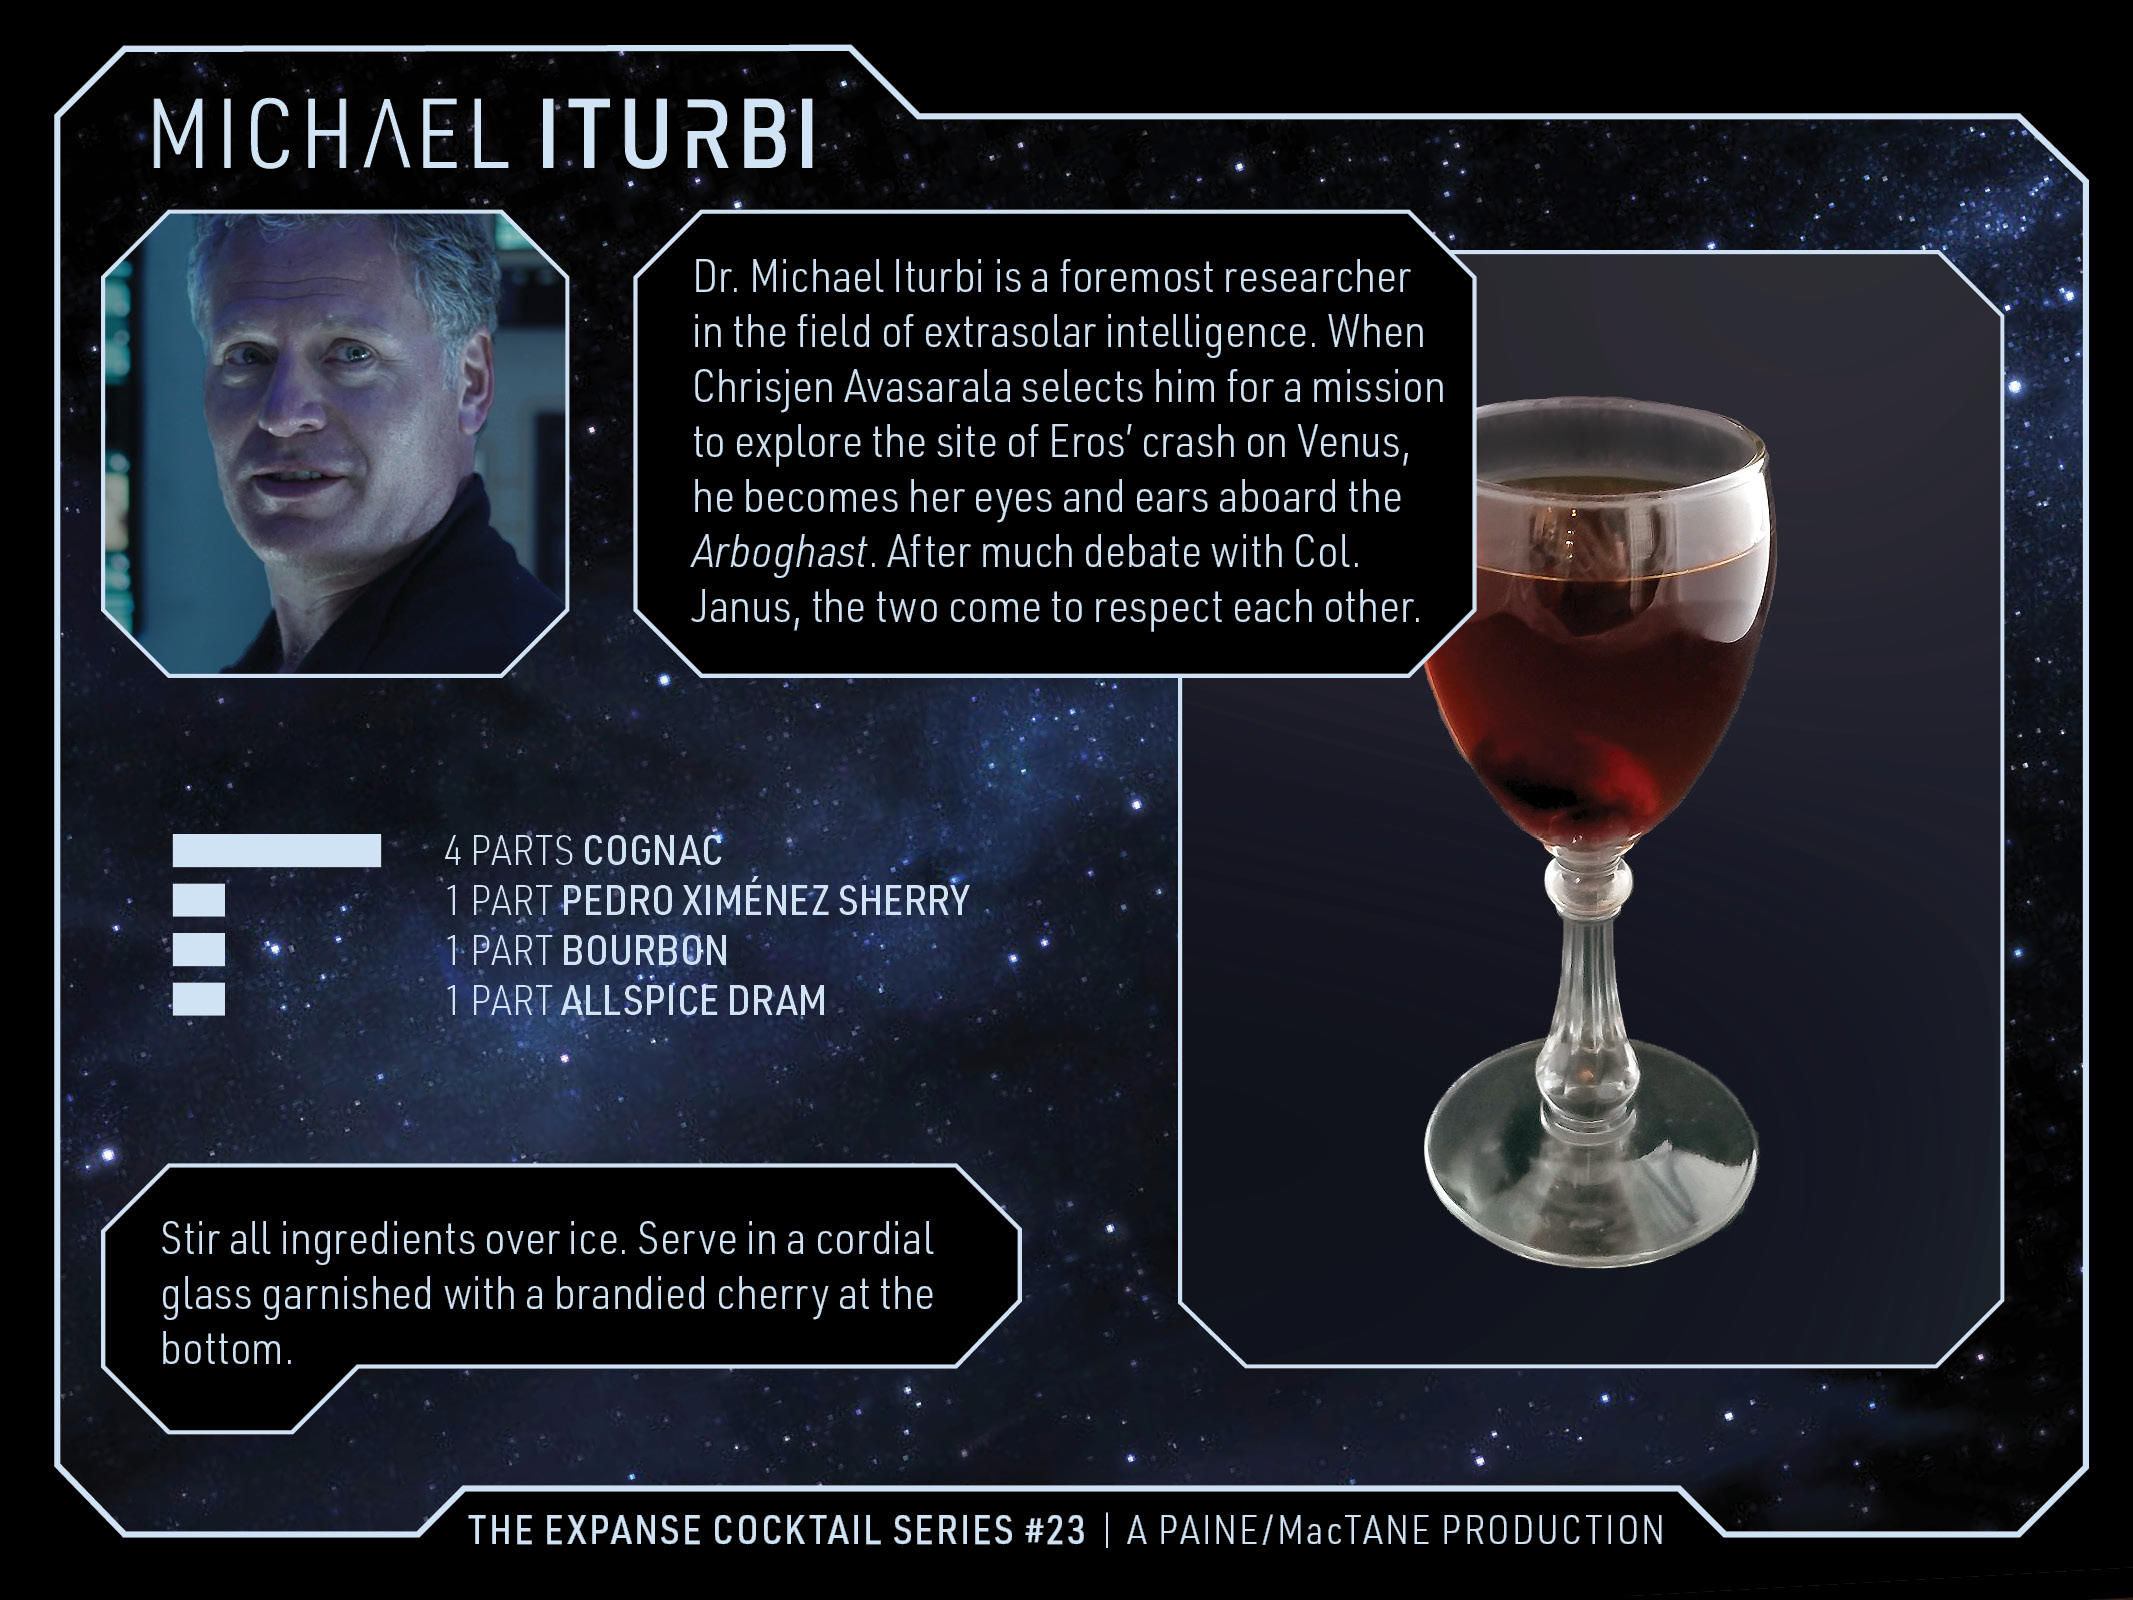 MICHAEL ITURBI
Dr. Michael Iturbi is a foremost researcher
in the field of extrasolar intelligence. When
Chrisjen Avasarala selects him for a mission
to explore the site of Eros’ crash on Venus,
he becomes her eyes and ears aboard the
Arboghast. After much debate with Col.
Janus, the two come to respect each other.
4 PARTS COGNAC
1 PART PEDRO XIMÉNEZ SHERRY
1 PART BOURBON
1 PART ALLSPICE DRAM
Stir all ingredients over ice. Serve in a cordial
glass garnished with a brandied cherry at the
bottom.
THE EXPANSE COCKTAIL SERIES #23 | A PAINE/MacTANE PRODUCTION